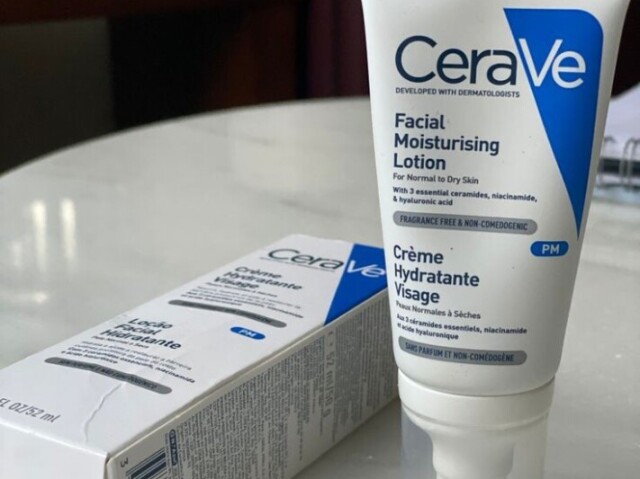 CeraVe
DEVELOPED WITH DERMATOLOGISTS
Facial
Moisturising
Lotion
For Normal to Dry Skin
With 3 essential ceramides, niacinamide,
& hyaluronic acid
FRAGRANCE FREE & NON-COMEDOGENIC
PM
Crème
Hydratante
Visage
Peaux Normales à Sèches
Aux 3 céramides essentiels, niacinamide
et acide hyaluronique
SANS PARFUM ET NON-COMÉDOGÈNE
CeraVe
Crème
Hydratante
Visage
PM
Loção
Facial
Hidratante
FL OZ/52 ml